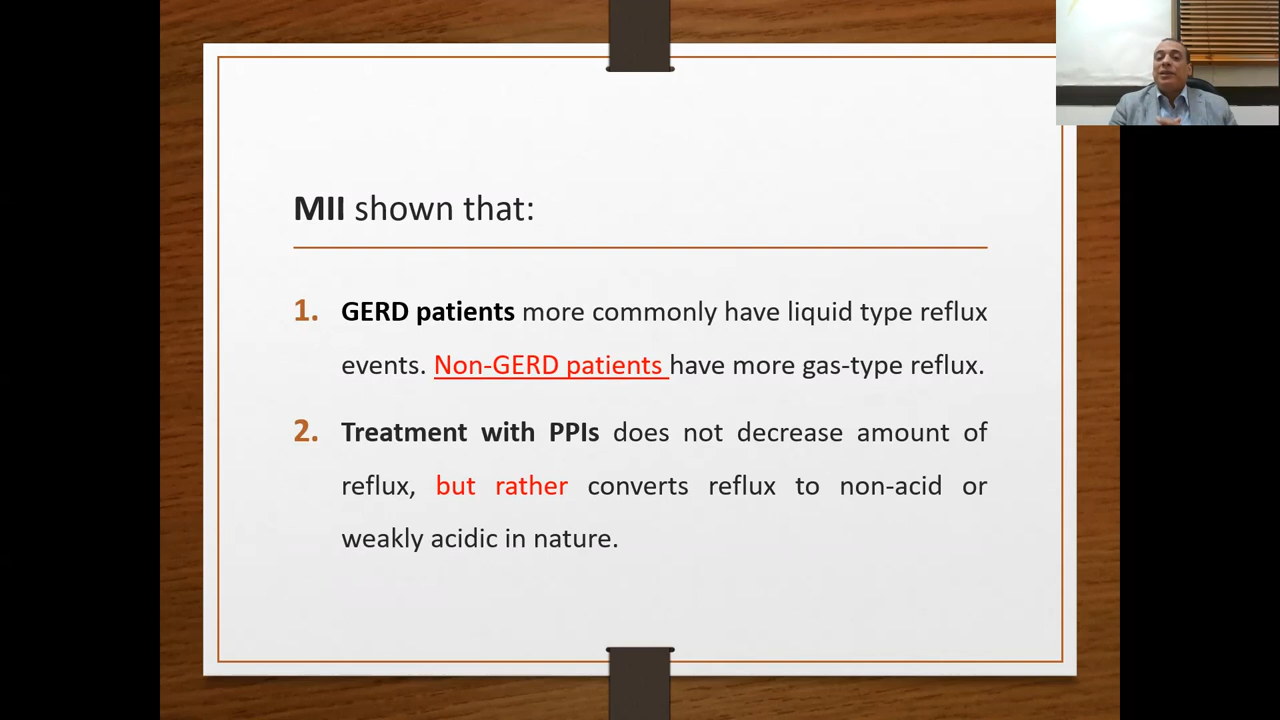 MII shown that:
1. GERD patients more commonly have liquid type reflux
events. Non-GERD patients have more gas-type reflux.
2. Treatment with PPIs does not decrease amount of
reflux, but rather converts reflux to non-acid or
weakly acidic in nature.